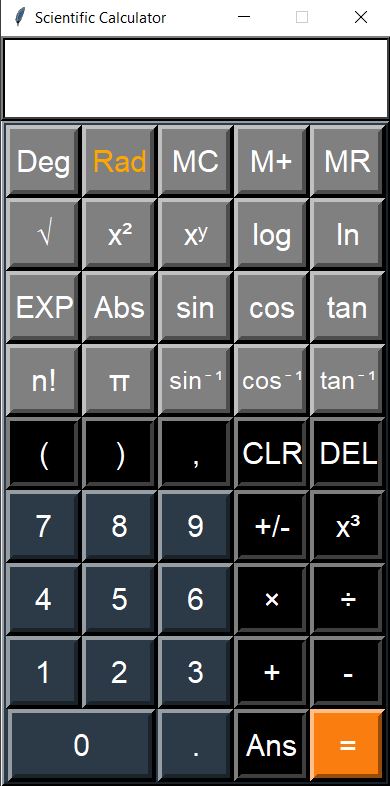 Scientific Calculator
Deg Rad MC M+ MR
√ x² xʸ log ln
EXP Abs sin cos tan
n! π sin⁻¹ cos⁻¹ tan⁻¹
( ) , CLR DEL
7 8 9 +/- x³
4 5 6 × ÷
1 2 3 + -
0 . Ans =